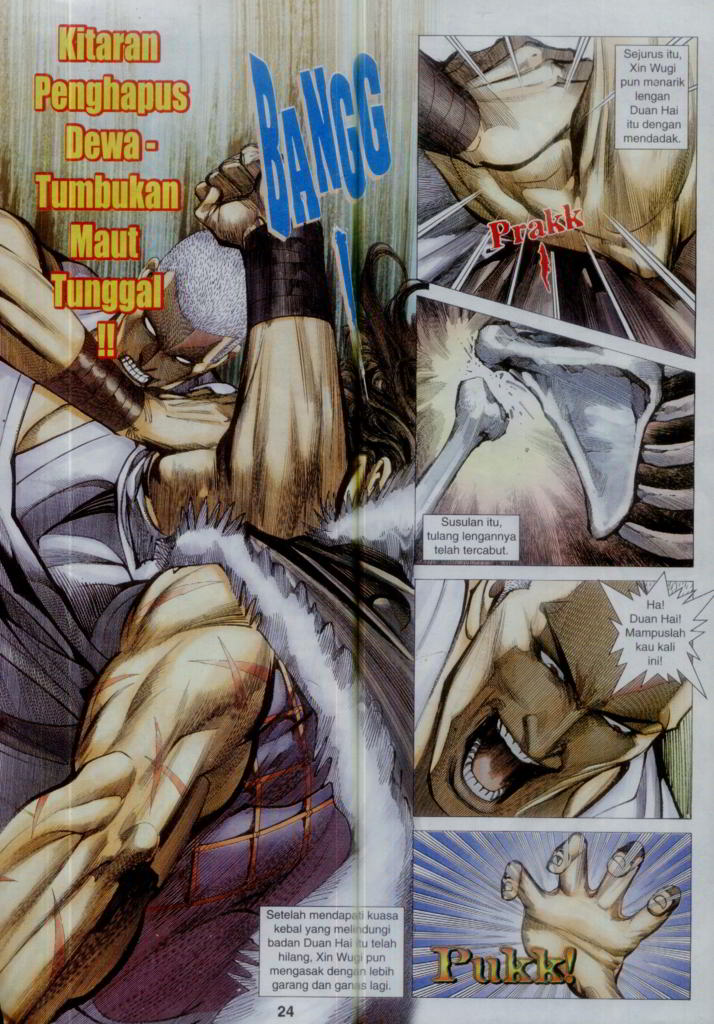 Kitaran
Penghapus
Dewa -
Tumbukan
Maut
Tunggal
!!
BANGG
!
Setelah mendapati kuasa
kebal yang melindungi
badan Duan Hai itu telah
hilang, Xin Wugi pun
mengasak dengan lebih
garang dan ganas lagi.
24
Sejurus itu,
Xin Wugi
pun menarik
lengan
Duan Hai
itu dengan
mendadak.
Prakk
!
Susulan itu,
tulang lengannya
telah tercabut.
Ha!
Duan Hai!
Mampuslah
kau kali
ini!
Pukk!